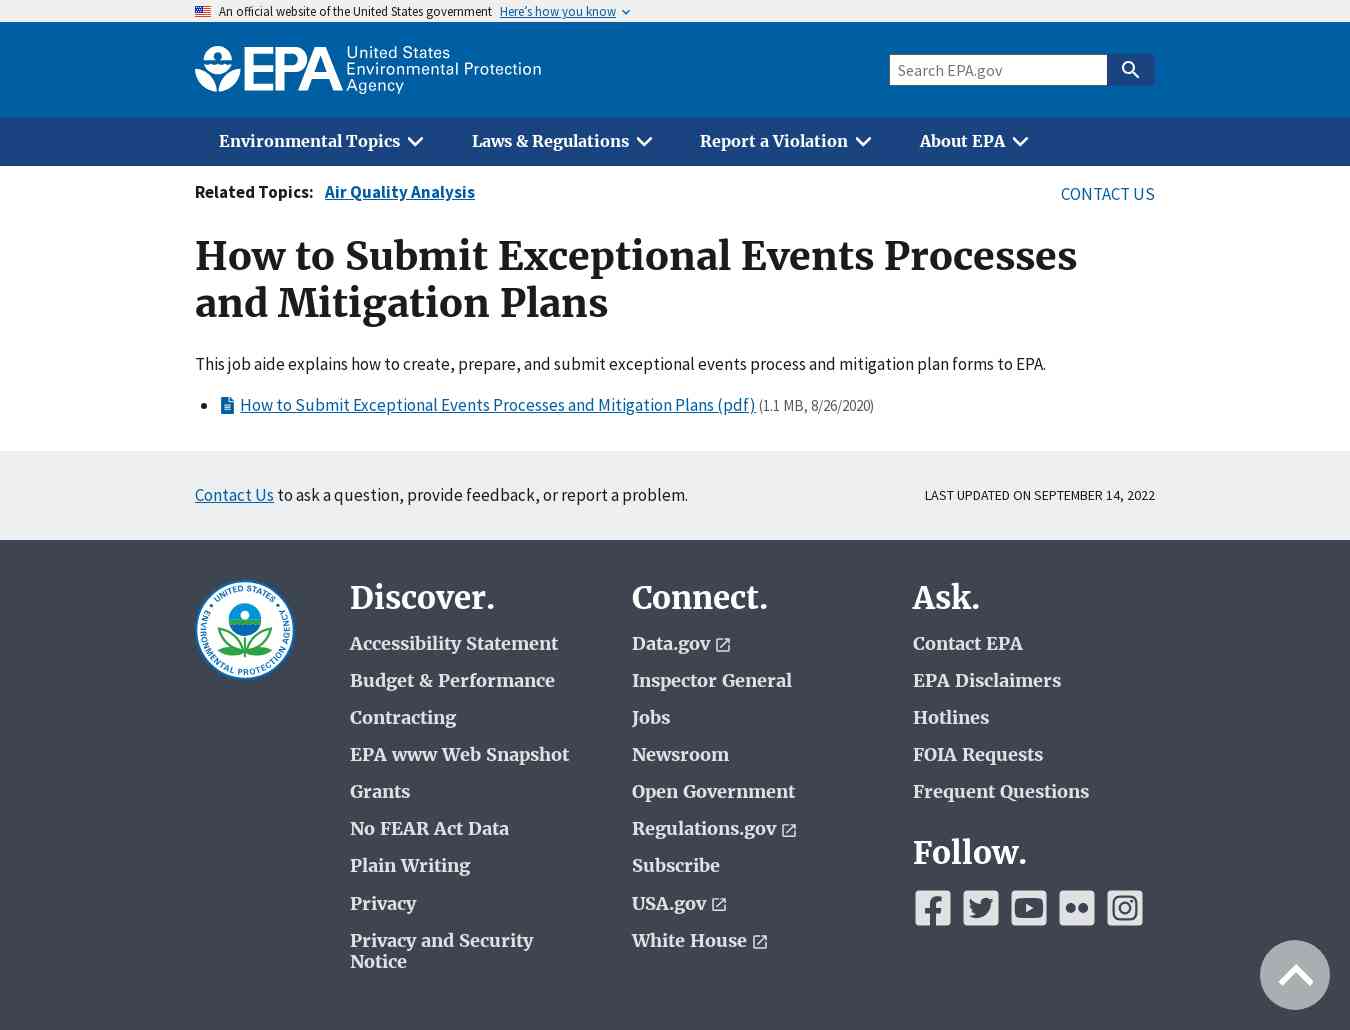 An official website of the United States government Here's how you know
EPA United States
Environmental Protection
Agency
Search EPA.gov
Environmental Topics Laws & Regulations Report a Violation About EPA
Related Topics: Air Quality Analysis CONTACT US
How to Submit Exceptional Events Processes
and Mitigation Plans
This job aide explains how to create, prepare, and submit exceptional events process and mitigation plan forms to EPA.
How to Submit Exceptional Events Processes and Mitigation Plans (pdf) (1.1 MB, 8/26/2020)
Contact Us to ask a question, provide feedback, or report a problem. LAST UPDATED ON SEPTEMBER 14, 2022
UNITED STATES
ENVIRONMENTAL PROTECTION AGENCY
Discover.
Accessibility Statement
Budget & Performance
Contracting
EPA www Web Snapshot
Grants
No FEAR Act Data
Plain Writing
Privacy
Privacy and Security
Notice
Connect.
Data.gov
Inspector General
Jobs
Newsroom
Open Government
Regulations.gov
Subscribe
USA.gov
White House
Ask.
Contact EPA
EPA Disclaimers
Hotlines
FOIA Requests
Frequent Questions
Follow.